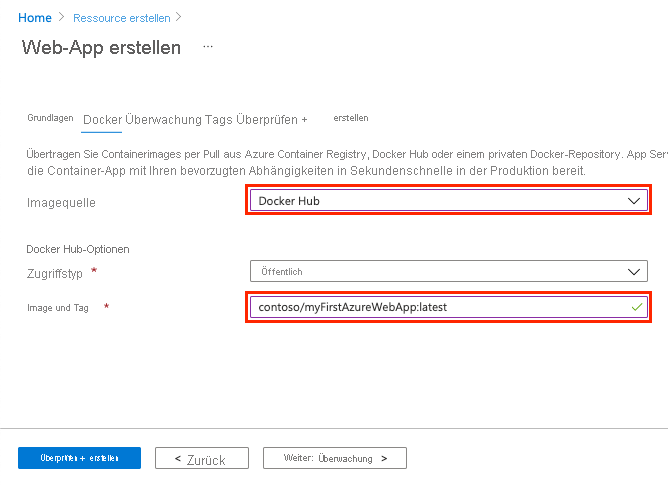 Home > Ressource erstellen >
Web-App erstellen ...
Grundlagen Docker Überwachung Tags Überprüfen + erstellen
Übertragen Sie Containerimages per Pull aus Azure Container Registry, Docker Hub oder einem privaten Docker-Repository. App Ser
die Container-App mit Ihren bevorzugten Abhängigkeiten in Sekundenschnelle in der Produktion bereit.
Imagequelle Docker Hub
Docker Hub-Optionen
Zugriffstyp * Öffentlich
Image und Tag * contoso/myFirstAzureWebApp:latest
Überprüfen + erstellen < Zurück Weiter: Überwachung >